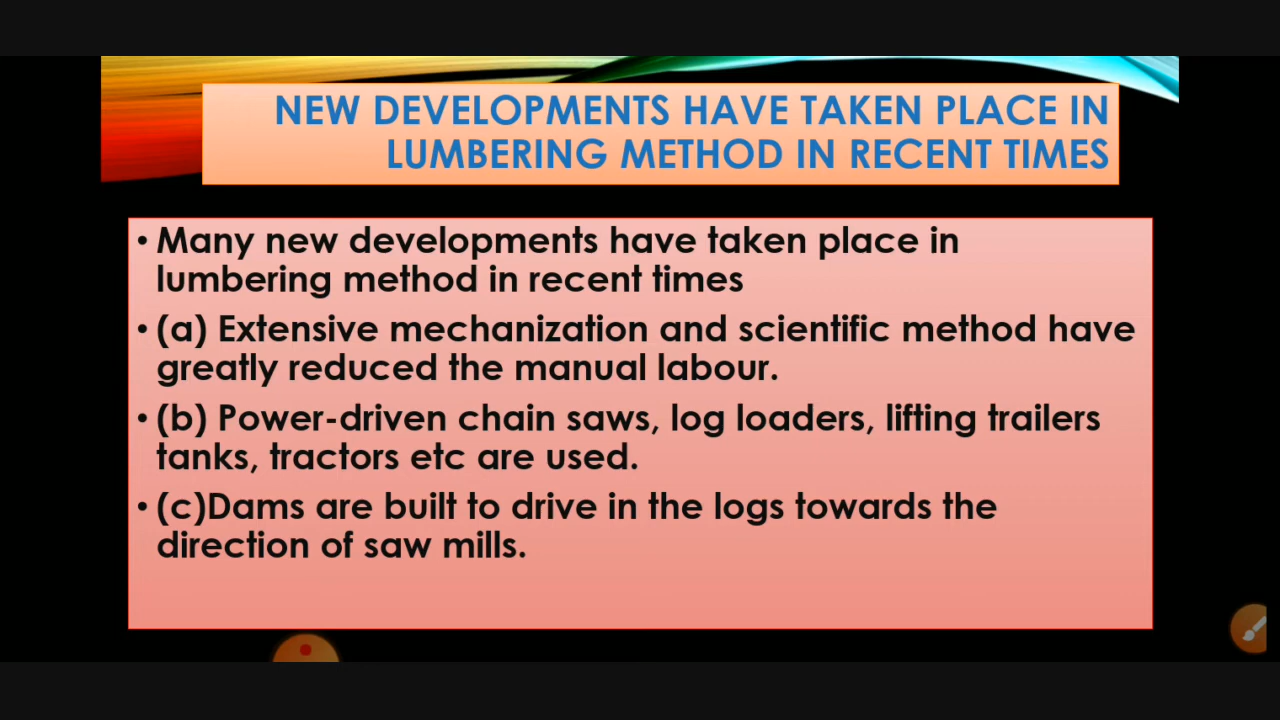 NEW DEVELOPMENTS HAVE TAKEN PLACE IN
LUMBERING METHOD IN RECENT TIMES
• Many new developments have taken place in
lumbering method in recent times
• (a) Extensive mechanization and scientific method have
greatly reduced the manual labour.
• (b) Power-driven chain saws, log loaders, lifting trailers
tanks, tractors etc are used.
• (c)Dams are built to drive in the logs towards the
direction of saw mills.